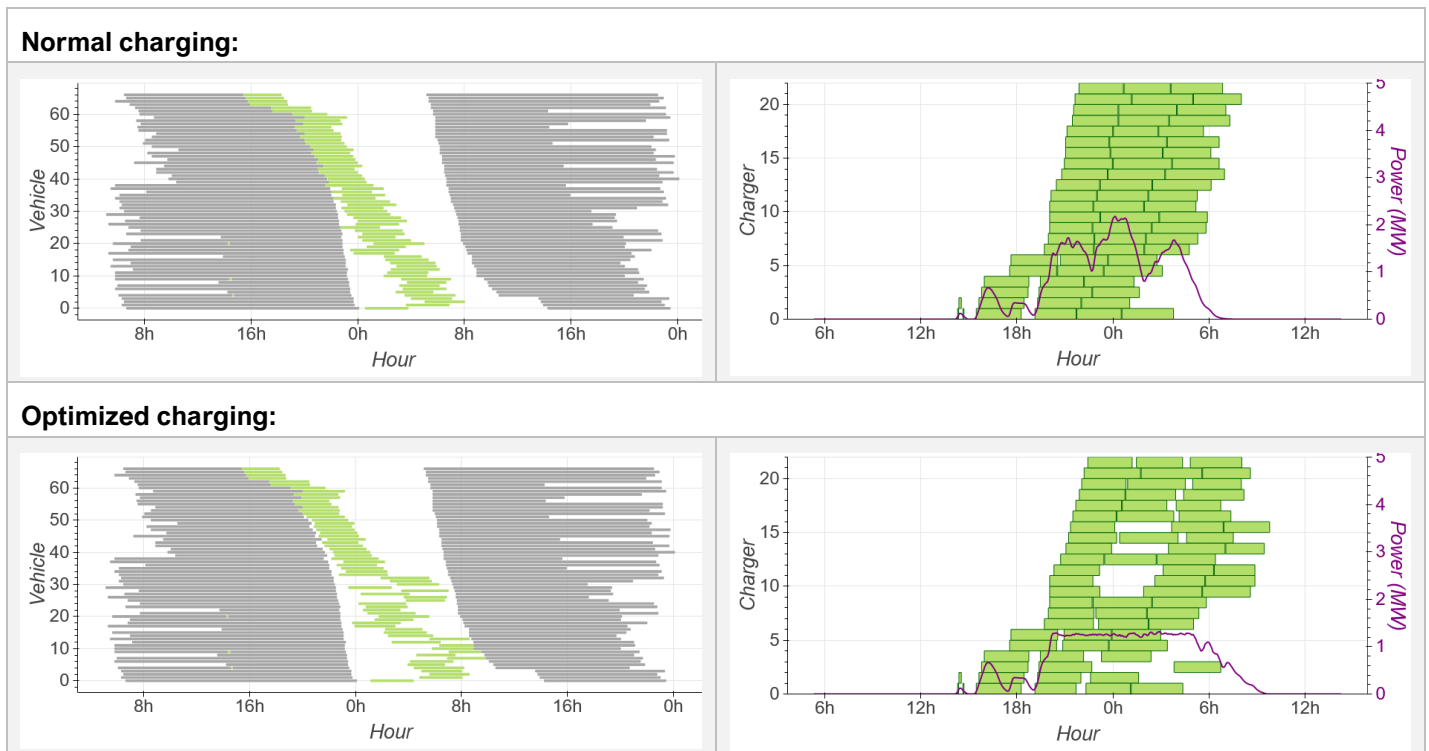 Normal charging:
60
50
40
30
20
10
0
Vehicle
8h 16h 0h 8h 16h 0h
Hour
20
15
10
5
0
Charger
5
4
3
2
1
0
Power (MW)
6h 12h 18h 0h 6h 12h
Hour
Optimized charging:
60
50
40
30
20
10
0
Vehicle
8h 16h 0h 8h 16h 0h
Hour
20
15
10
5
0
Charger
5
4
3
2
1
0
Power (MW)
6h 12h 18h 0h 6h 12h
Hour